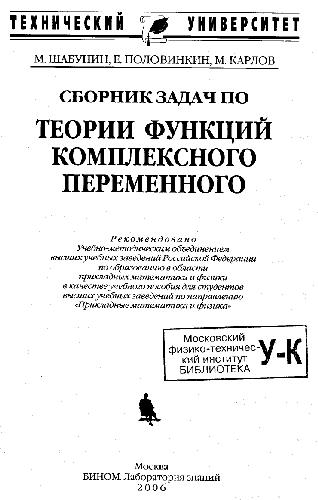 ТЕХНИЧЕСКИЙ УНИВЕРСИТЕТ
М. ШАБУНИН, Е. ПОЛОВИНКИН, М. КАРЛОВ
СБОРНИК ЗАДАЧ ПО
ТЕОРИИ ФУНКЦИЙ
КОМПЛЕКСНОГО
ПЕРЕМЕННОГО
Рекомендовано
Учебно-методическим объединением
высших учебных заведений Российской Федерации
по образованию в области
прикладных математики и физики
в качестве учебного пособия для студентов
высших учебных заведений по направлению
«Прикладные математика и физика»
Московский
физико-техничес-
кий институт
БИБЛИОТЕКА
У-К
Москва
БИНОМ. Лаборатория знаний
2006